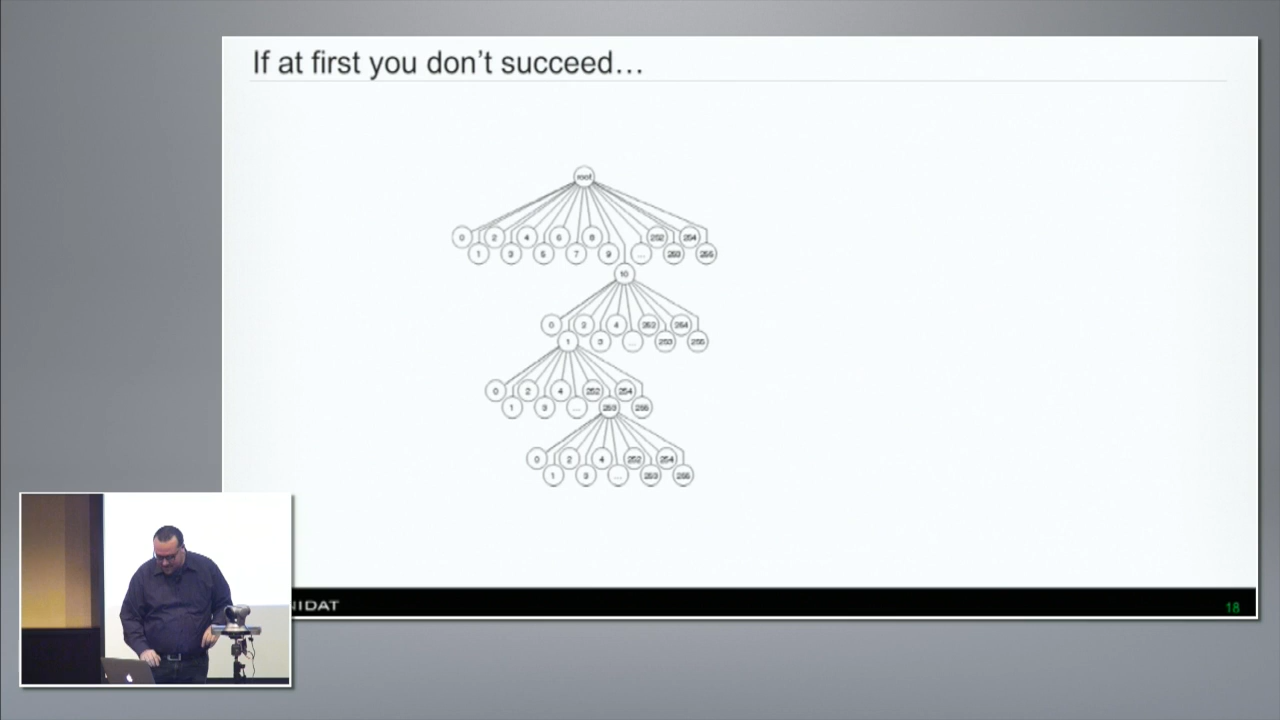 If at first you don't succeed…
root
0 2 4 6 8 252 254
1 3 5 7 9 ... 253 255
10
0 2 4 252 254
1 3 ... 253 255
0 2 4 252 254
1 3 ... 253 255
0 2 4 252 254
1 3 ... 253 255
NIDAT
18